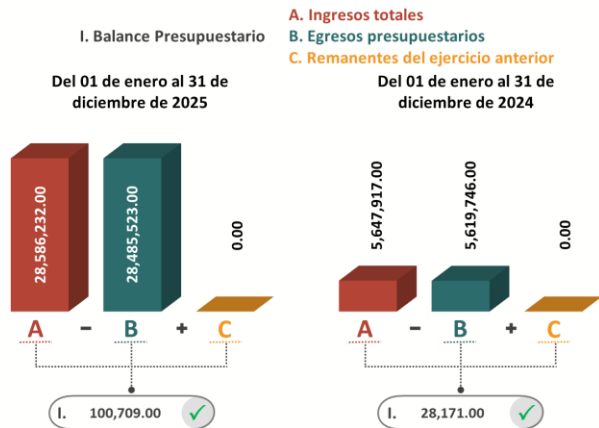 I. Balance Presupuestario
A. Ingresos totales
B. Egresos presupuestarios
C. Remanentes del ejercicio anterior
Del 01 de enero al 31 de
diciembre de 2025
28,586,232.00
28,485,523.00
0.00
A - B + C
I. 100,709.00
Del 01 de enero al 31 de
diciembre de 2024
5,647,917.00
5,619,746.00
0.00
A - B + C
I. 28,171.00